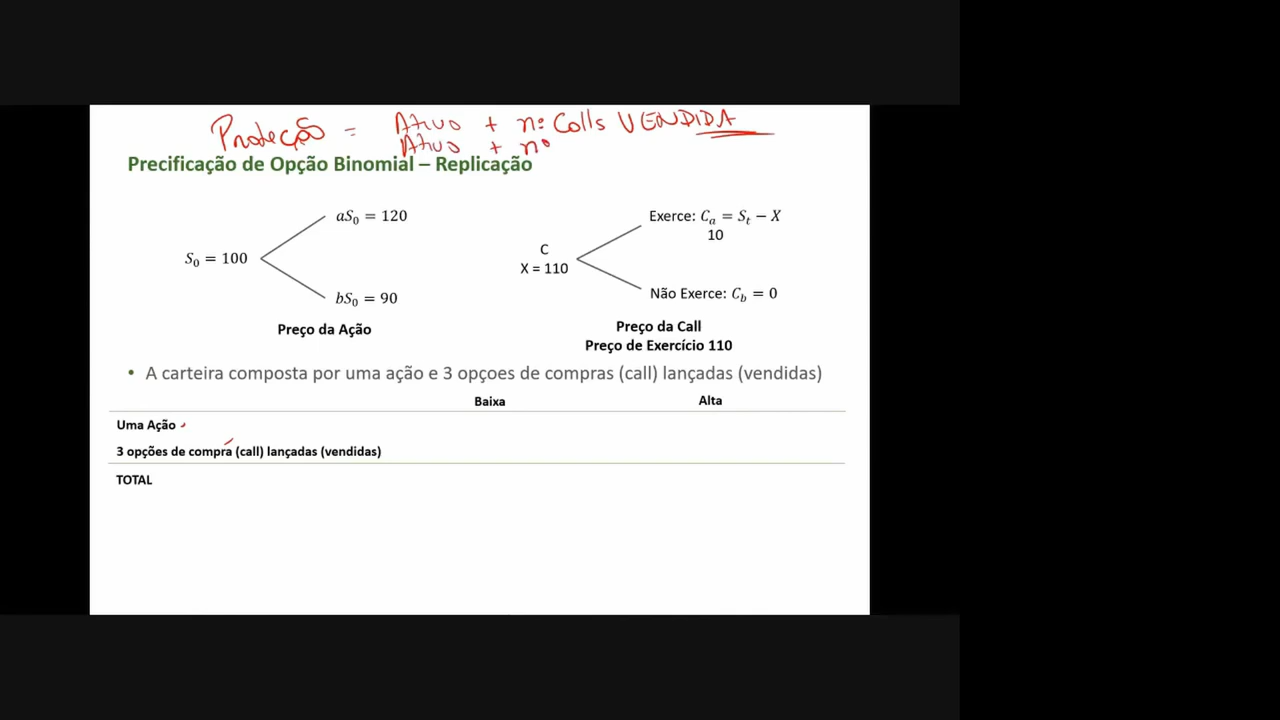 Proteção = Ativo + nº Calls VENDIDA
Ativo + nº
Precificação de Opção Binomial – Replicação
aS₀ = 120
S₀ = 100
bS₀ = 90
Preço da Ação
Exerce: Cₐ = Sₜ − X
10
C
X = 110
Não Exerce: C_b = 0
Preço da Call
Preço de Exercício 110
• A carteira composta por uma ação e 3 opçoes de compras (call) lançadas (vendidas)
Baixa Alta
Uma Ação
3 opções de compra (call) lançadas (vendidas)
TOTAL